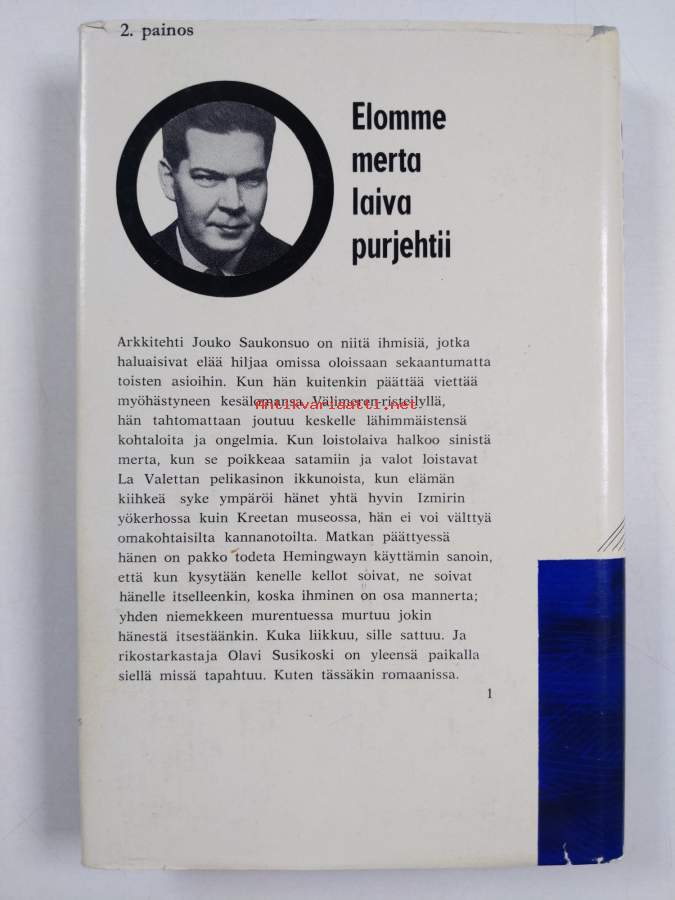 2. painos
Elomme
merta
laiva
purjehtii
Arkkitehti Jouko Saukonsuo on niitä ihmisiä, jotka
haluaisivat elää hiljaa omissa oloissaan sekaantumatta
toisten asioihin. Kun hän kuitenkin päättää viettää
myöhästyneen kesälomansa Välimeren-risteilyllä,
Antikvariaatti.net
hän tahtomattaan joutuu keskelle lähimmäistensä
kohtaloita ja ongelmia. Kun loistolaiva halkoo sinistä
merta, kun se poikkeaa satamiin ja valot loistavat
La Valettan pelikasinon ikkunoista, kun elämän
kiihkeä syke ympäröi hänet yhtä hyvin Izmirin
yökerhossa kuin Kreetan museossa, hän ei voi välttyä
omakohtaisilta kannanotoilta. Matkan päättyessä
hänen on pakko todeta Hemingwayn käyttämin sanoin,
että kun kysytään kenelle kellot soivat, ne soivat
hänelle itselleenkin, koska ihminen on osa mannerta;
yhden niemekkeen murentuessa murtuu jokin
hänestä itsestäänkin. Kuka liikkuu, sille sattuu. Ja
rikostarkastaja Olavi Susikoski on yleensä paikalla
siellä missä tapahtuu. Kuten tässäkin romaanissa.
1